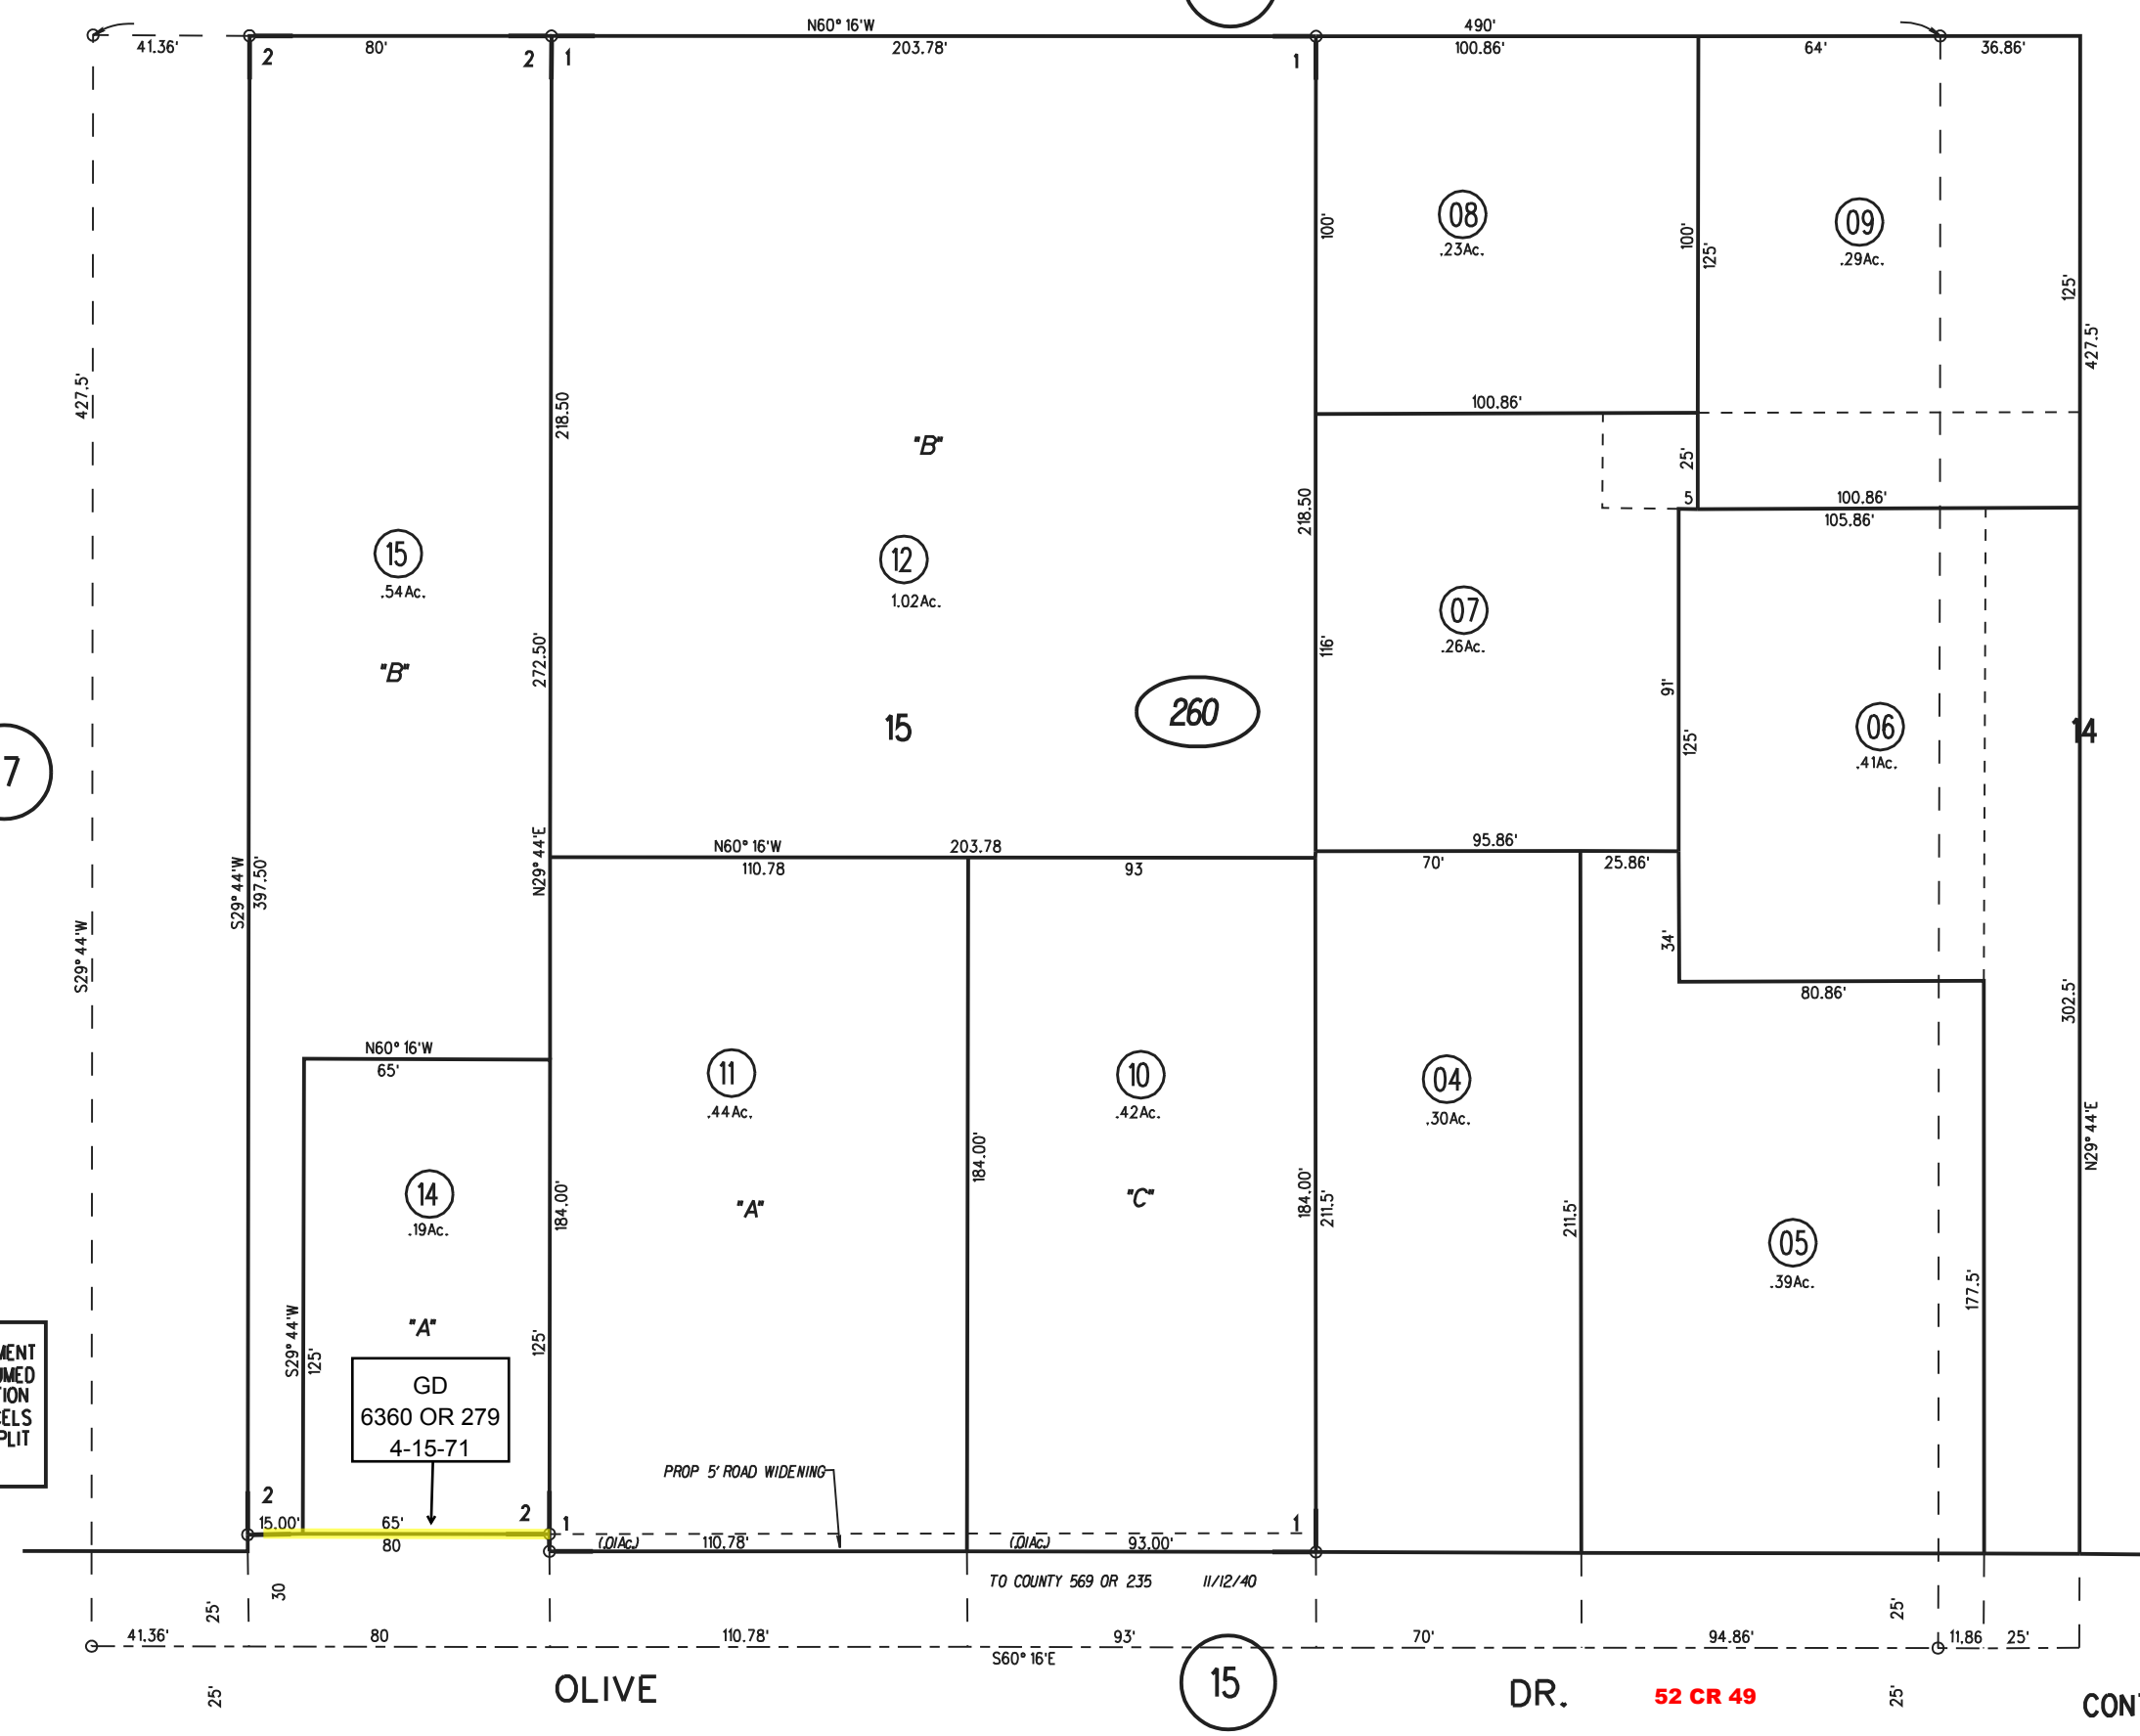 N60° 16'W
490'
41.36'
80'
203.78'
100.86'
64'
36.86'
2
2
1
1
08
.23Ac.
09
.29Ac.
100'
100'
125'
125'
427.5'
427.5'
218.50
100.86'
"B"
25'
5
100.86'
105.86'
218.50
15
.54Ac.
12
1.02Ac.
07
.26Ac.
116'
272.50'
"B"
91'
125'
06
.41Ac.
15
260
14
7
N60° 16'W
203.78
110.78
93
95.86'
70'
25.86'
N29° 44'E
S29° 44'W
397.50'
S29° 44'W
34'
80.86'
302.5'
N60° 16'W
65'
11
.44Ac.
10
.42Ac.
04
.30Ac.
N29° 44'E
184.00'
14
.19Ac.
184.00'
"A"
"C"
184.00'
211.5'
211.5'
05
.39Ac.
177.5'
"A"
S29° 44'W
125'
125'
MENT
UMED
TION
CELS
PLIT
GD
6360 OR 279
4-15-71
PROP 5' ROAD WIDENING
2
2
1
1
15.00'
65'
80
(.01Ac.)
110.78'
(.01Ac.)
93.00'
TO COUNTY 569 OR 235 11/12/40
30
25'
25'
41.36'
80
110.78'
93'
70'
94.86'
11.86
25'
S60° 16'E
OLIVE
15
DR.
52 CR 49
25'
25'
CON